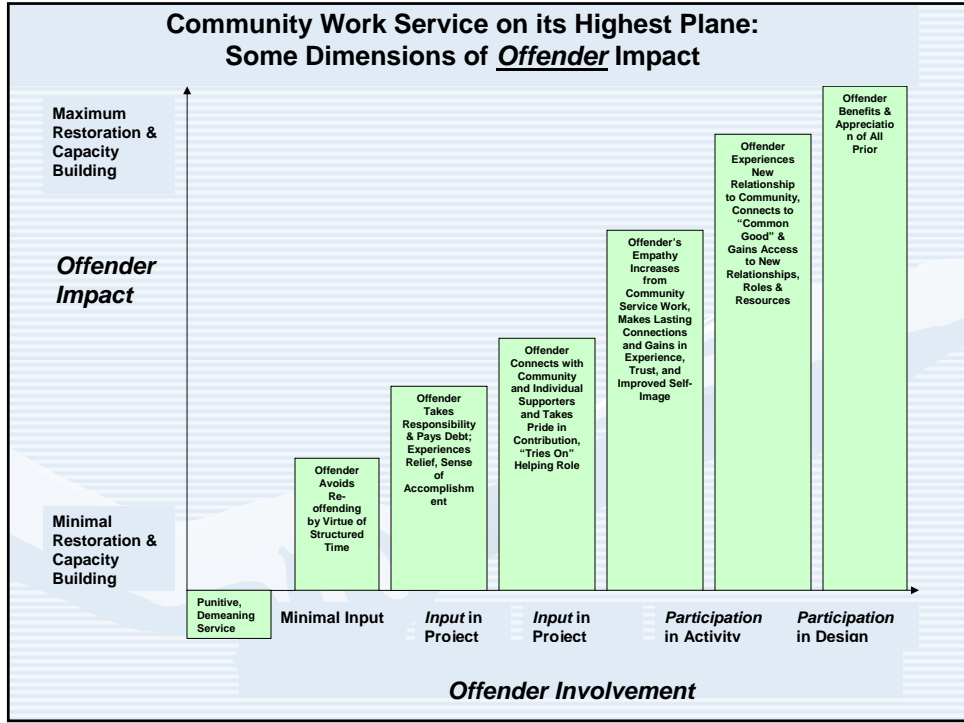 Community Work Service on its Highest Plane:
Some Dimensions of Offender Impact
Maximum
Restoration &
Capacity
Building
Offender
Impact
Minimal
Restoration &
Capacity
Building
Punitive,
Demeaning
Service
Offender
Avoids
Re-
offending
by Virtue of
Structured
Time
Offender
Takes
Responsibility
& Pays Debt;
Experiences
Relief, Sense
of
Accomplishm
ent
Offender
Connects with
Community
and Individual
Supporters
and Takes
Pride in
Contribution,
“Tries On”
Helping Role
Offender’s
Empathy
Increases
from
Community
Service Work,
Makes Lasting
Connections
and Gains in
Experience,
Trust, and
Improved Self-
Image
Offender
Experiences
New
Relationship
to Community,
Connects to
“Common
Good” &
Gains Access
to New
Relationships,
Roles &
Resources
Offender
Benefits &
Appreciatio
n of All
Prior
Minimal Input
Input in
Project
Input in
Project
Participation
in Activity
Participation
in Design
Offender Involvement